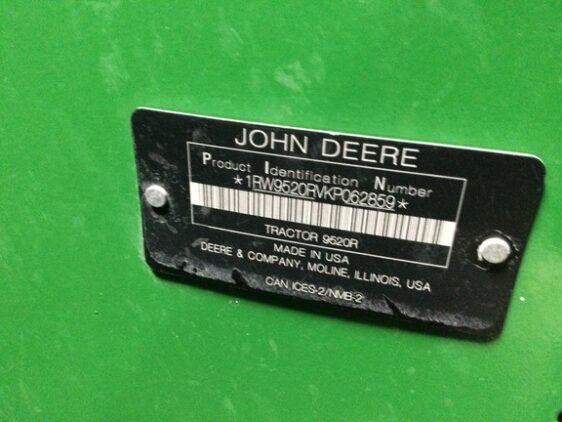 JOHN DEERE
Product Identification Number
*1RW9520RVKP062859*
TRACTOR 9520R
MADE IN USA
DEERE & COMPANY, MOLINE, ILLINOIS, USA
CAN ICES-2/NMB-2